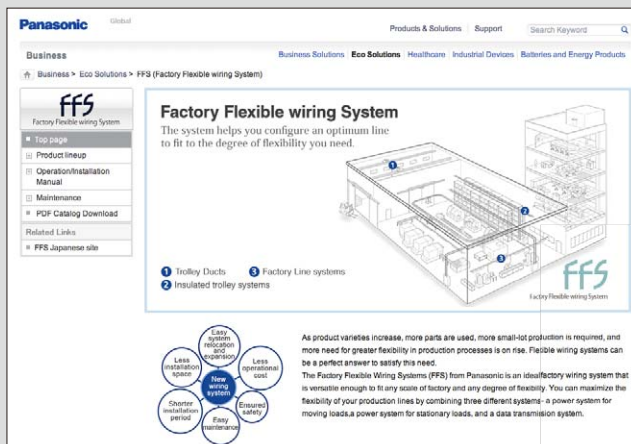 Panasonic
Global
Products & Solutions Support Search Keyword
Business
Business Solutions Eco Solutions Healthcare Industrial Devices Batteries and Energy Products
Business > Eco Solutions > FFS (Factory Flexible wiring System)
FFS
Factory Flexible wiring System
Top page
Product lineup
Operation/Installation
Manual
Maintenance
PDF Catalog Download
Related Links
FFS Japanese site
Factory Flexible wiring System
The system helps you configure an optimum line
to fit to the degree of flexibility you need.
1
2
3
1 Trolley Ducts 3 Factory Line systems
2 Insulated trolley systems
FFS
Factory Flexible wiring System
Easy
system
relocation
and
expansion
Less
installation
space
Less
operational
cost
New
wiring
system
Shorter
installation
period
Ensured
safety
Easy
maintenance
As product varieties increase, more parts are used, more small-lot production is required, and
more need for greater flexibility in production processes is on rise. Flexible wiring systems can
be a perfect answer to satisfy this need.
The Factory Flexible Wiring Systems (FFS) from Panasonic is an ideal factory wiring system that
is versatile enough to fit any scale of factory and any degree of flexibility. You can maximize the
flexibility of your production lines by combining three different systems- a power system for
moving loads,a power system for stationary loads, and a data transmission system.